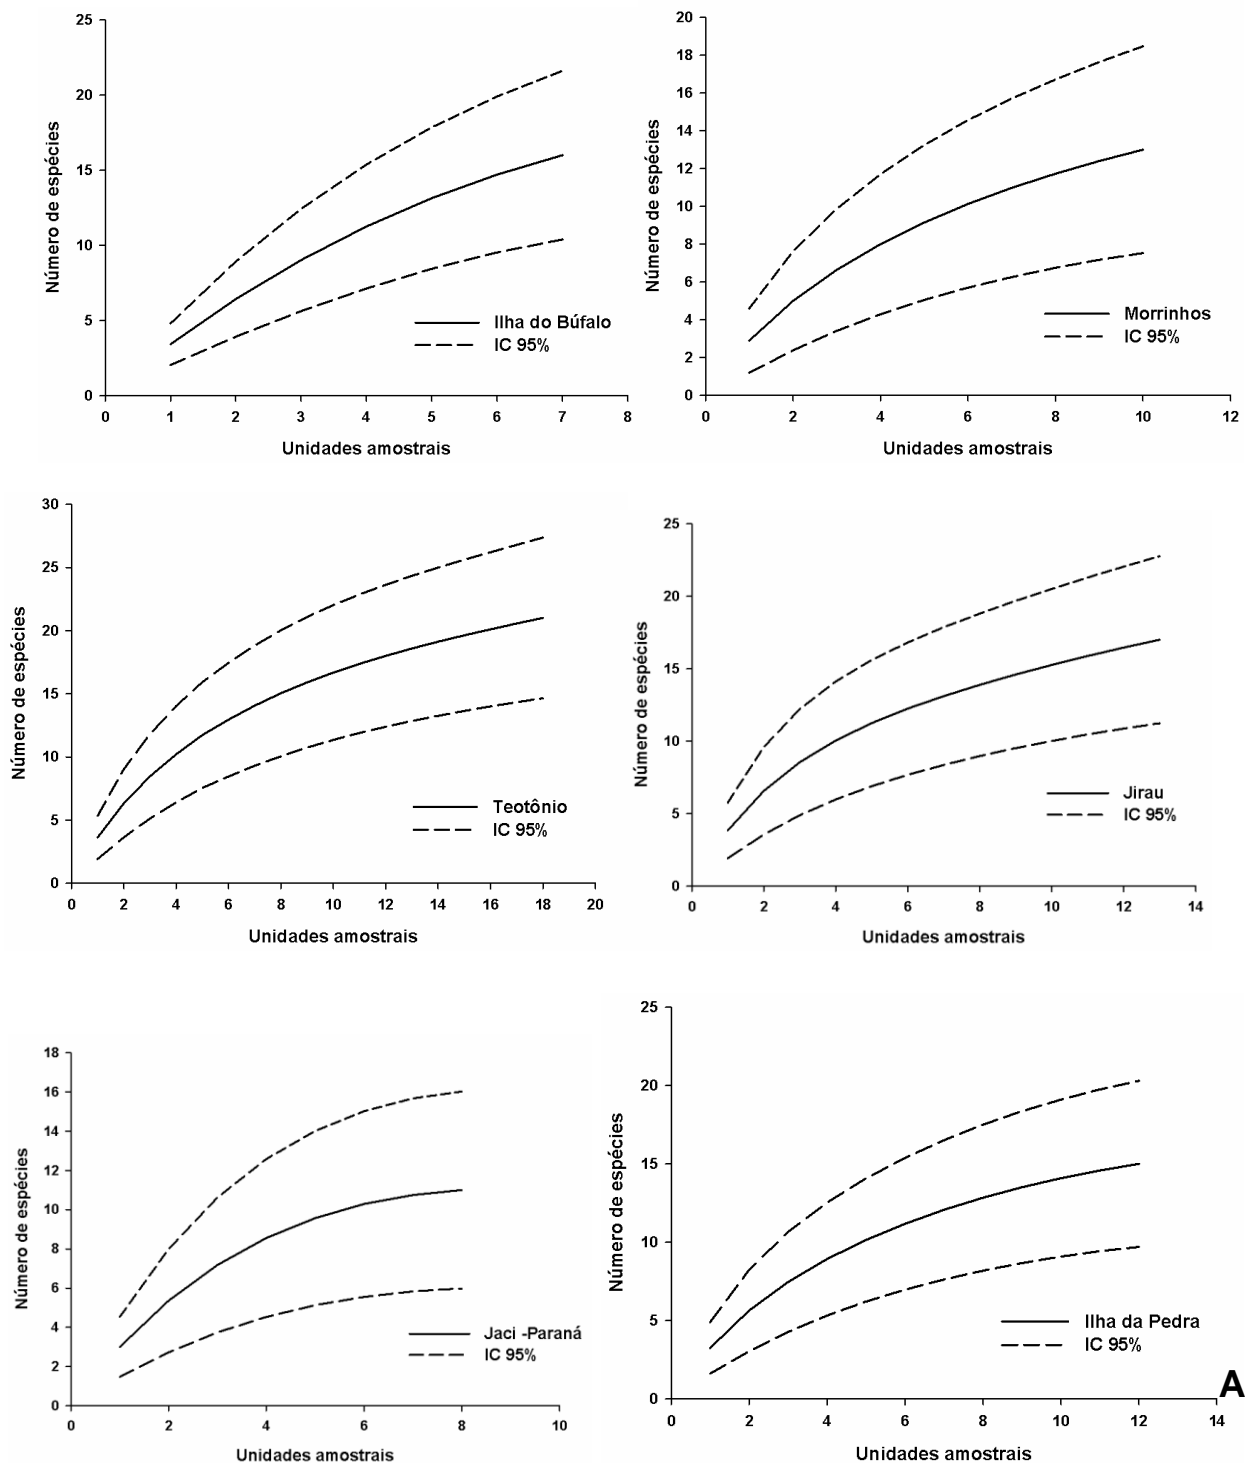 25
20
15
10
5
0
Número de espécies
0 1 2 3 4 5 6 7 8
Unidades amostrais
Ilha do Búfalo
IC 95%
20
18
16
14
12
10
8
6
4
2
0
Número de espécies
0 2 4 6 8 10 12
Unidades amostrais
Morrinhos
IC 95%
30
25
20
15
10
5
0
Número de espécies
0 2 4 6 8 10 12 14 16 18 20
Unidades amostrais
Teotônio
IC 95%
25
20
15
10
5
0
Número de espécies
0 2 4 6 8 10 12 14
Unidades amostrais
Jirau
IC 95%
18
16
14
12
10
8
6
4
2
0
Número de espécies
0 2 4 6 8 10
Unidades amostrais
Jaci -Paraná
IC 95%
25
20
15
10
5
0
Número de espécies
0 2 4 6 8 10 12 14
Unidades amostrais
Ilha da Pedra
IC 95%
A